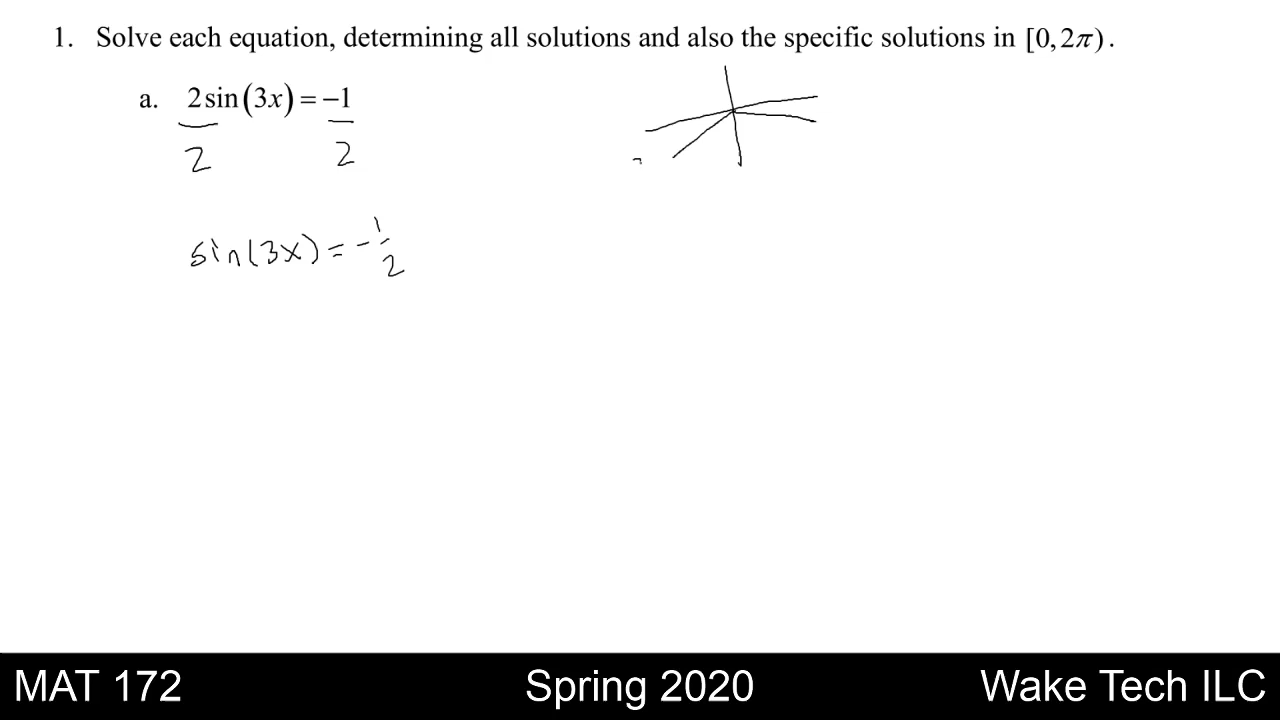 1. Solve each equation, determining all solutions and also the specific solutions in [0, 2π).
a. 2sin(3x) = −1
2 2
sin(3x) = -1/2
MAT 172 Spring 2020 Wake Tech ILC